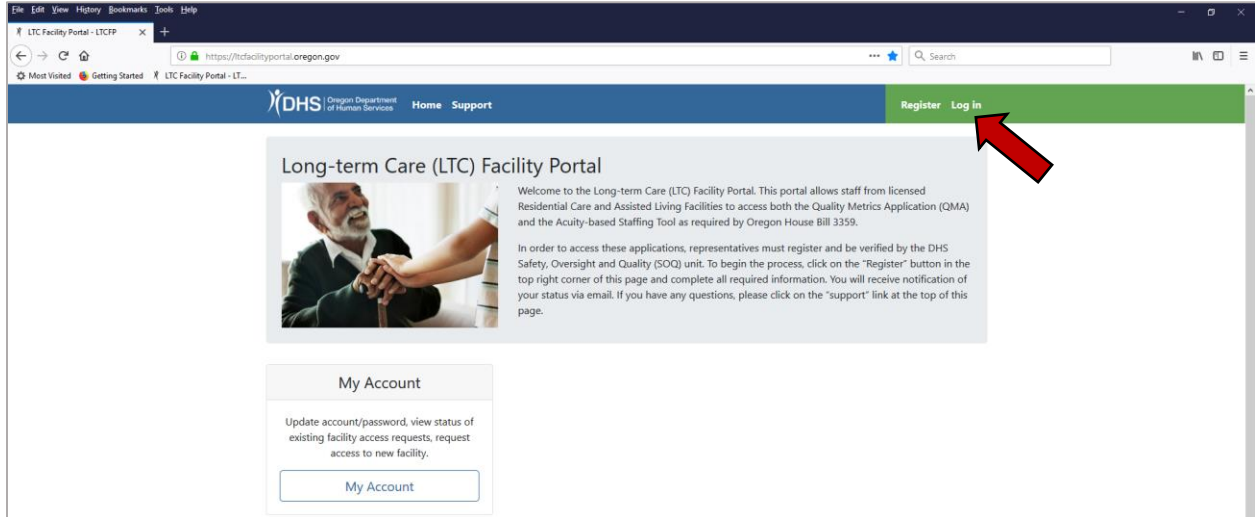 File Edit View History Bookmarks Tools Help
LTC Facility Portal - LTCFP
https://ltcfacilityportal.oregon.gov
Search
Most Visited Getting Started LTC Facility Portal - LT...
DHS Oregon Department of Human Services Home Support Register Log in
Long-term Care (LTC) Facility Portal
Welcome to the Long-term Care (LTC) Facility Portal. This portal allows staff from licensed
Residential Care and Assisted Living Facilities to access both the Quality Metrics Application (QMA)
and the Acuity-based Staffing Tool as required by Oregon House Bill 3359.
In order to access these applications, representatives must register and be verified by the DHS
Safety, Oversight and Quality (SOQ) unit. To begin the process, click on the "Register" button in the
top right corner of this page and complete all required information. You will receive notification of
your status via email. If you have any questions, please click on the "support" link at the top of this
page.
My Account
Update account/password, view status of
existing facility access requests, request
access to new facility.
My Account